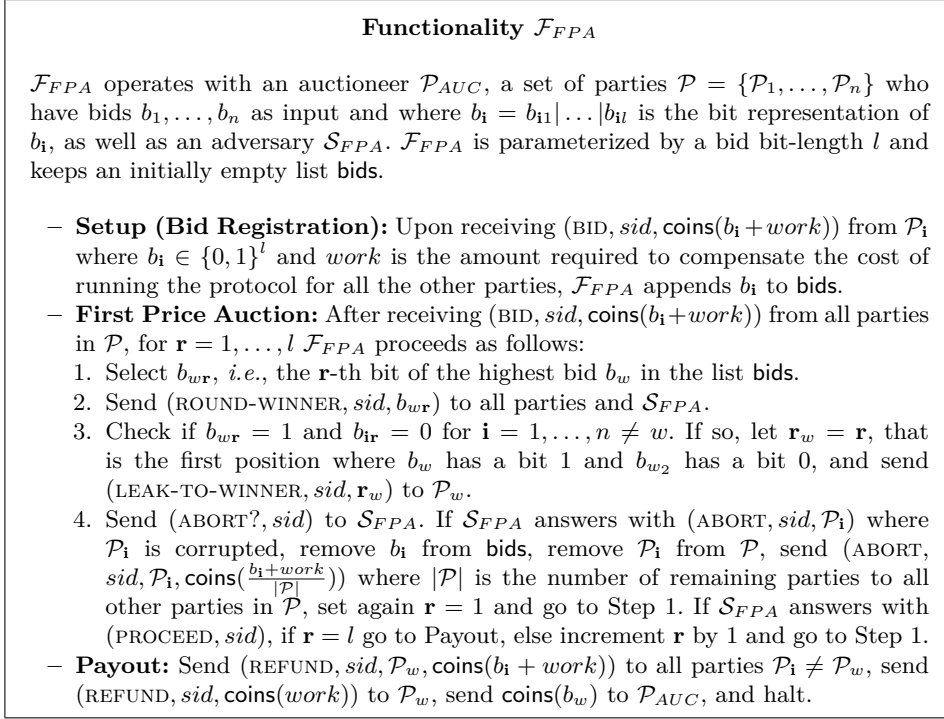 Functionality $\mathcal{F}_{FPA}$
$\mathcal{F}_{FPA}$ operates with an auctioneer $\mathcal{P}_{AUC}$, a set of parties $\mathcal{P} = \{\mathcal{P}_1, \ldots, \mathcal{P}_n\}$ who
have bids $b_1, \ldots, b_n$ as input and where $b_{\mathbf{i}} = b_{\mathbf{i}1}|\ldots|b_{\mathbf{i}l}$ is the bit representation of
$b_{\mathbf{i}}$, as well as an adversary $\mathcal{S}_{FPA}$. $\mathcal{F}_{FPA}$ is parameterized by a bid bit-length $l$ and
keeps an initially empty list bids.
– Setup (Bid Registration): Upon receiving (BID, $sid$, coins($b_{\mathbf{i}} + work$)) from $\mathcal{P}_{\mathbf{i}}$
where $b_{\mathbf{i}} \in \{0, 1\}^l$ and $work$ is the amount required to compensate the cost of
running the protocol for all the other parties, $\mathcal{F}_{FPA}$ appends $b_{\mathbf{i}}$ to bids.
– First Price Auction: After receiving (BID, $sid$, coins($b_{\mathbf{i}} + work$)) from all parties
in $\mathcal{P}$, for $\mathbf{r} = 1, \ldots, l$ $\mathcal{F}_{FPA}$ proceeds as follows:
1. Select $b_{w\mathbf{r}}$, i.e., the $\mathbf{r}$-th bit of the highest bid $b_w$ in the list bids.
2. Send (ROUND-WINNER, $sid$, $b_{w\mathbf{r}}$) to all parties and $\mathcal{S}_{FPA}$.
3. Check if $b_{w\mathbf{r}} = 1$ and $b_{\mathbf{ir}} = 0$ for $\mathbf{i} = 1, \ldots, n \neq w$. If so, let $\mathbf{r}_w = \mathbf{r}$, that
is the first position where $b_w$ has a bit 1 and $b_{w_2}$ has a bit 0, and send
(LEAK-TO-WINNER, $sid$, $\mathbf{r}_w$) to $\mathcal{P}_w$.
4. Send (ABORT?, $sid$) to $\mathcal{S}_{FPA}$. If $\mathcal{S}_{FPA}$ answers with (ABORT, $sid$, $\mathcal{P}_{\mathbf{i}}$) where
$\mathcal{P}_{\mathbf{i}}$ is corrupted, remove $b_{\mathbf{i}}$ from bids, remove $\mathcal{P}_{\mathbf{i}}$ from $\mathcal{P}$, send (ABORT,
$sid$, $\mathcal{P}_{\mathbf{i}}$, coins($\frac{b_{\mathbf{i}}+work}{|\mathcal{P}|}$)) where $|\mathcal{P}|$ is the number of remaining parties to all
other parties in $\mathcal{P}$, set again $\mathbf{r} = 1$ and go to Step 1. If $\mathcal{S}_{FPA}$ answers with
(PROCEED, $sid$), if $\mathbf{r} = l$ go to Payout, else increment $\mathbf{r}$ by 1 and go to Step 1.
– Payout: Send (REFUND, $sid$, $\mathcal{P}_w$, coins($b_{\mathbf{i}} + work$)) to all parties $\mathcal{P}_{\mathbf{i}} \neq \mathcal{P}_w$, send
(REFUND, $sid$, coins($work$)) to $\mathcal{P}_w$, send coins($b_w$) to $\mathcal{P}_{AUC}$, and halt.